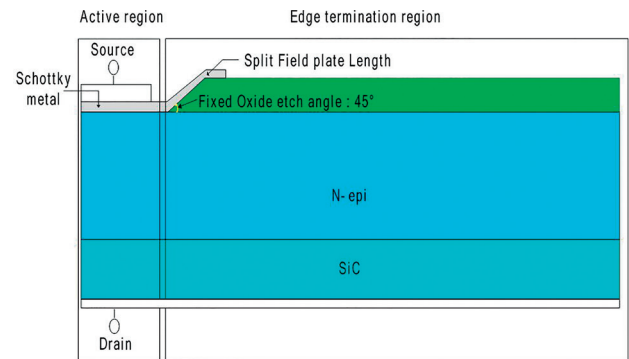 Active region
Edge termination region
Source
Split Field plate Length
Schottky
metal
Fixed Oxide etch angle : 45°
N- epi
SiC
Drain